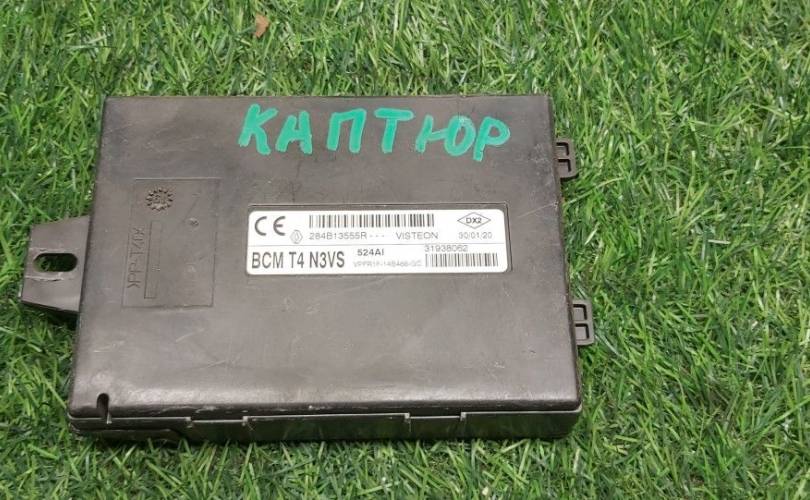 КАПТЮР
CE
284B13555R - - - VISTEON
DX2
30/01/20
BCM T4 N3VS
524AI
31938062